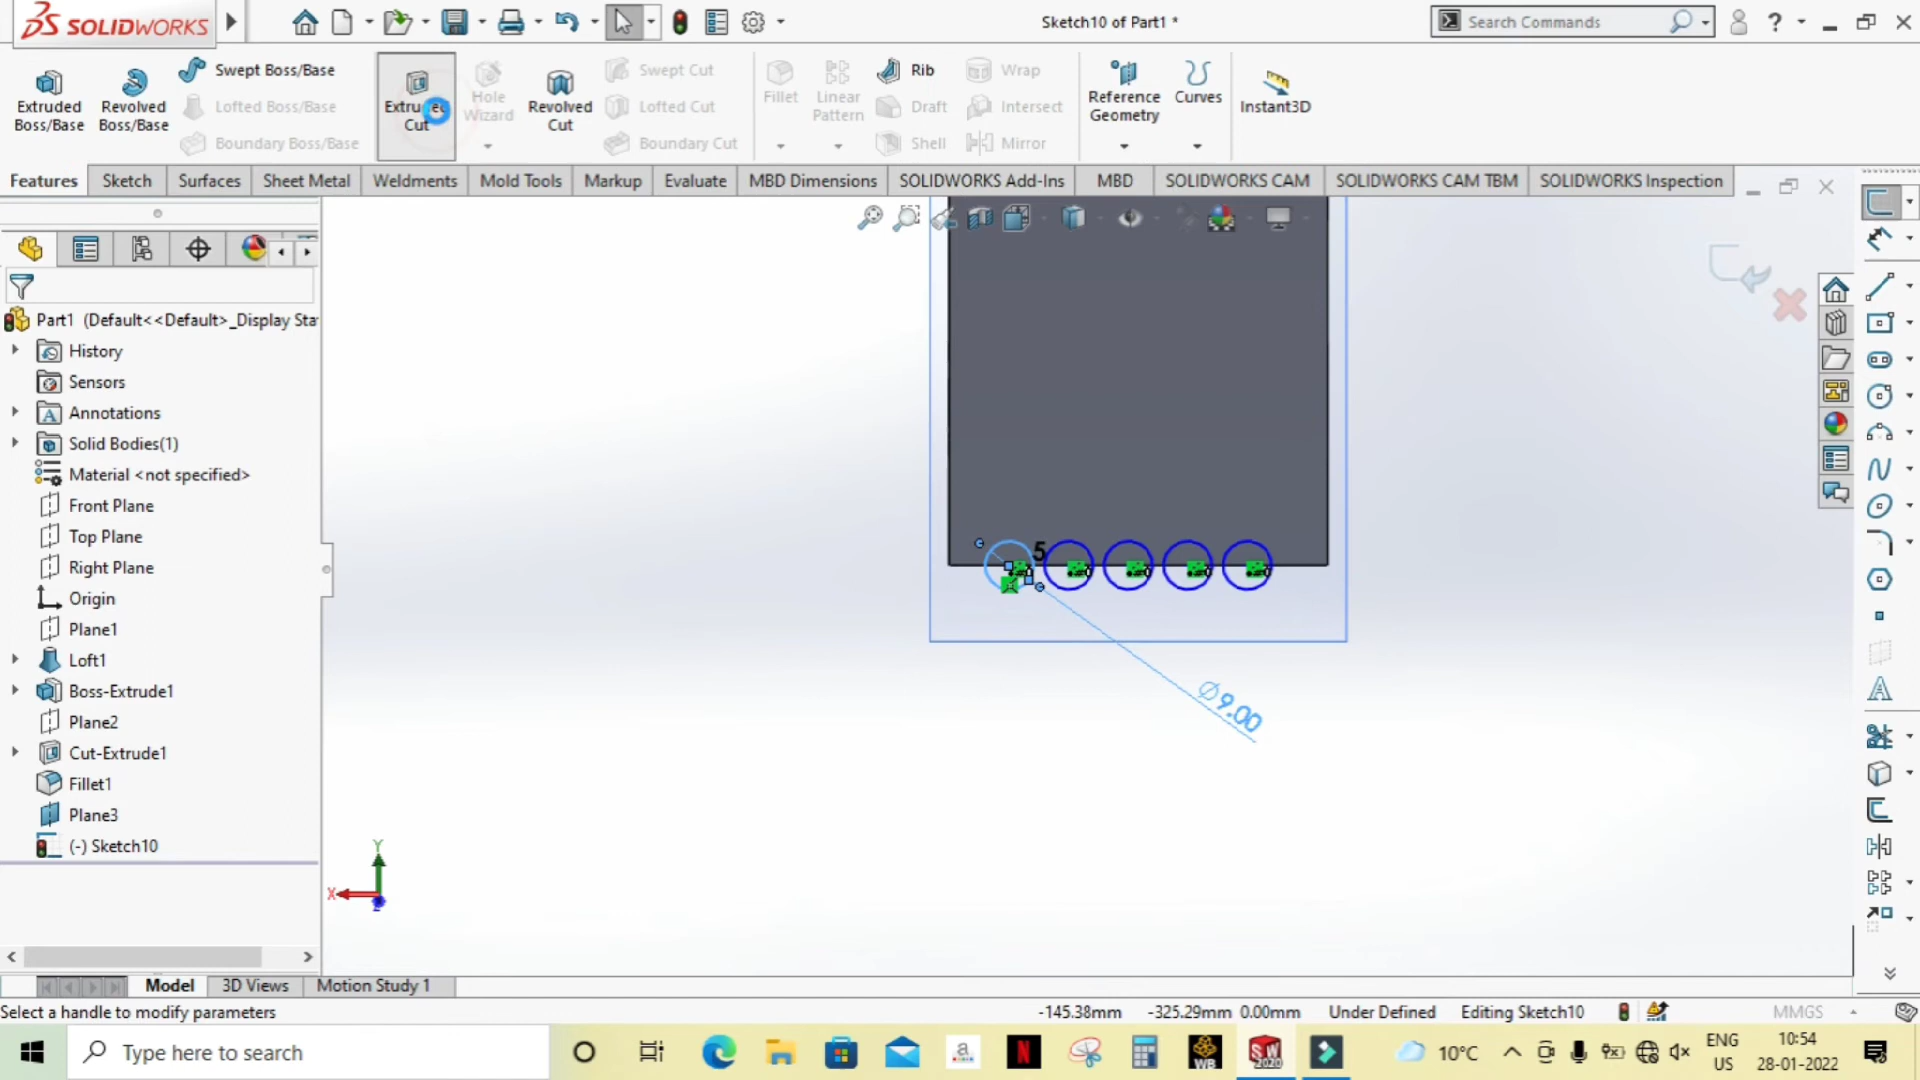 SOLIDWORKS
Sketch10 of Part1 *
Search Commands
Extruded Boss/Base
Revolved Boss/Base
Swept Boss/Base
Lofted Boss/Base
Boundary Boss/Base
Extruded Cut
Hole Wizard
Revolved Cut
Swept Cut
Lofted Cut
Boundary Cut
Fillet
Linear Pattern
Rib
Draft
Shell
Wrap
Intersect
Mirror
Reference Geometry
Curves
Instant3D
Features
Sketch
Surfaces
Sheet Metal
Weldments
Mold Tools
Markup
Evaluate
MBD Dimensions
SOLIDWORKS Add-Ins
MBD
SOLIDWORKS CAM
SOLIDWORKS CAM TBM
SOLIDWORKS Inspection
Part1 (Default<<Default>_Display Sta
History
Sensors
Annotations
Solid Bodies(1)
Material <not specified>
Front Plane
Top Plane
Right Plane
Origin
Plane1
Loft1
Boss-Extrude1
Plane2
Cut-Extrude1
Fillet1
Plane3
(-) Sketch10
5
Ø9.00
Y
X
Z
Model
3D Views
Motion Study 1
Select a handle to modify parameters
-145.38mm
-325.29mm 0.00mm
Under Defined
Editing Sketch10
MMGS
Type here to search
10°C
ENG
US
10:54
28-01-2022